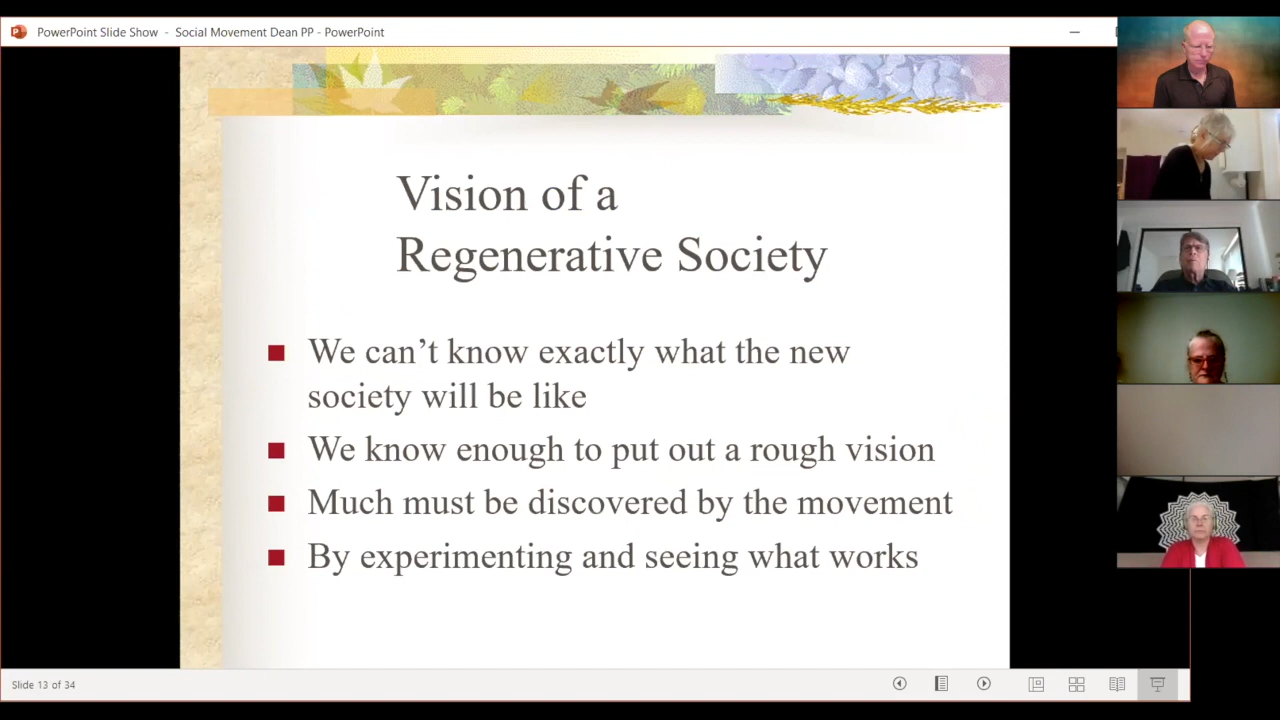 PowerPoint Slide Show - Social Movement Dean PP - PowerPoint
Vision of a
Regenerative Society
We can’t know exactly what the new
society will be like
We know enough to put out a rough vision
Much must be discovered by the movement
By experimenting and seeing what works
Slide 13 of 34